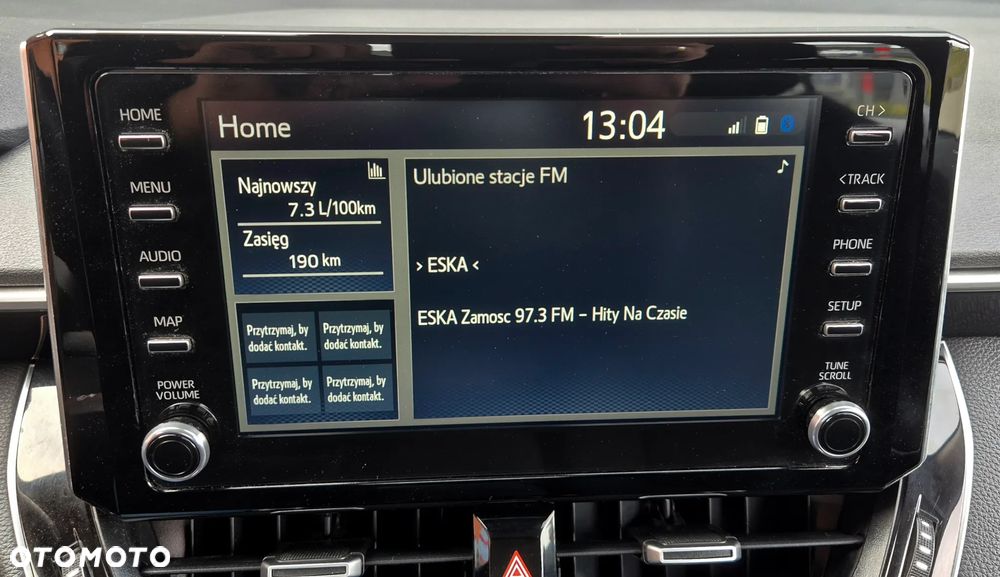 HOME
MENU
AUDIO
MAP
POWER
VOLUME
Home
13:04
Najnowszy
7.3 L/100km
Zasięg
190 km
Przytrzymaj, by
dodać kontakt.
Przytrzymaj, by
dodać kontakt.
Przytrzymaj, by
dodać kontakt.
Przytrzymaj, by
dodać kontakt.
Ulubione stacje FM
› ESKA ‹
ESKA Zamosc 97.3 FM – Hity Na Czasie
CH >
< TRACK
PHONE
SETUP
TUNE
SCROLL
OTOMOTO